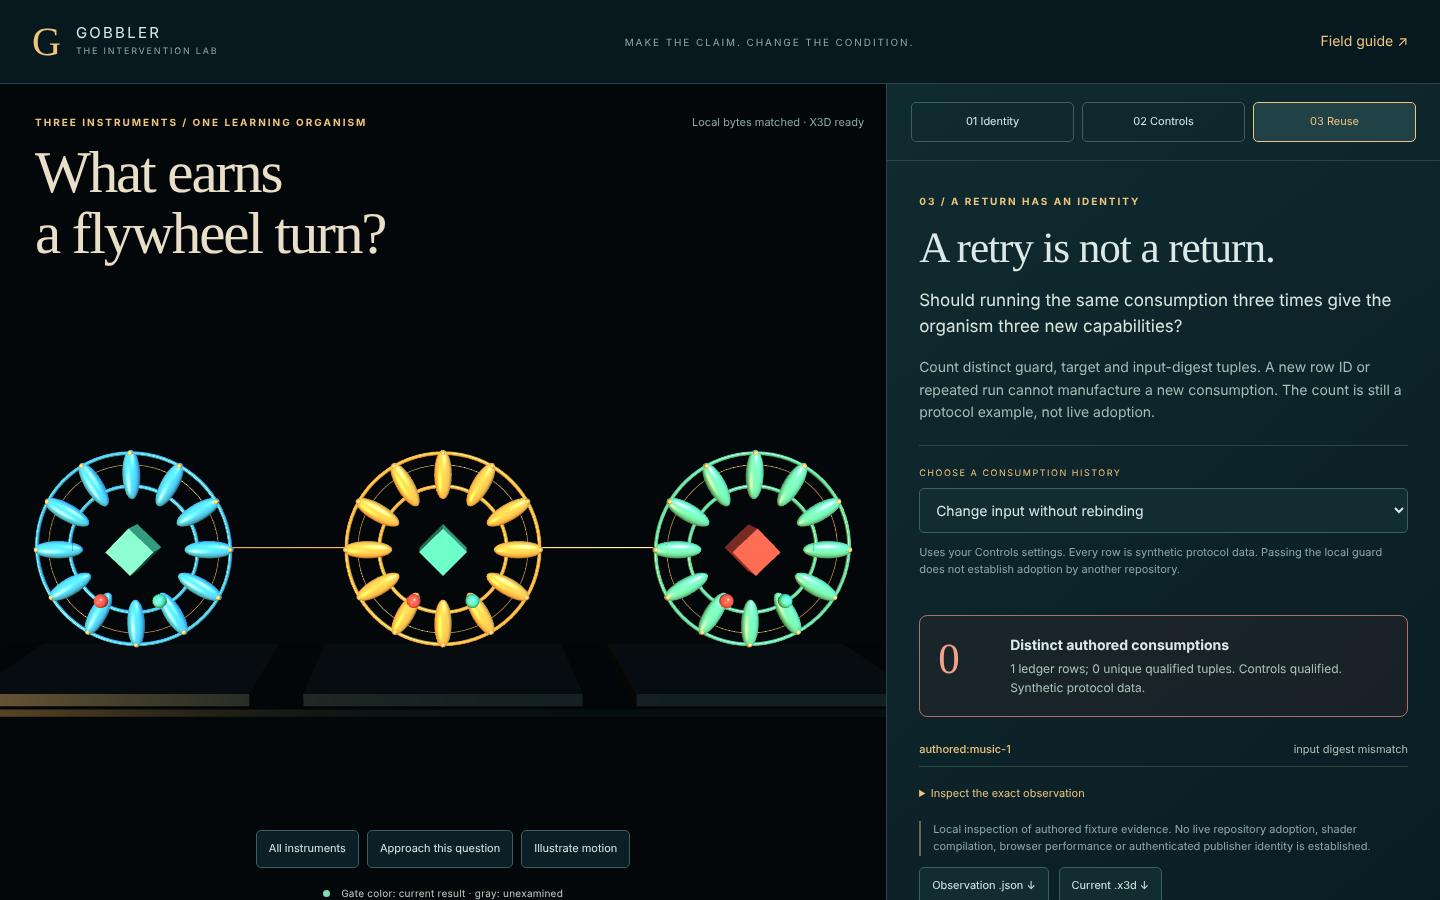 G
GOBBLER
THE INTERVENTION LAB
MAKE THE CLAIM. CHANGE THE CONDITION.
Field guide ↗
THREE INSTRUMENTS / ONE LEARNING ORGANISM
Local bytes matched · X3D ready
What earns
a flywheel turn?
All instruments
Approach this question
Illustrate motion
Gate color: current result · gray: unexamined
01 Identity
02 Controls
03 Reuse
03 / A RETURN HAS AN IDENTITY
A retry is not a return.
Should running the same consumption three times give the
organism three new capabilities?
Count distinct guard, target and input-digest tuples. A new row ID or
repeated run cannot manufacture a new consumption. The count is still a
protocol example, not live adoption.
CHOOSE A CONSUMPTION HISTORY
Change input without rebinding
Uses your Controls settings. Every row is synthetic protocol data. Passing the local guard
does not establish adoption by another repository.
0
Distinct authored consumptions
1 ledger rows; 0 unique qualified tuples. Controls qualified.
Synthetic protocol data.
authored:music-1
input digest mismatch
▶ Inspect the exact observation
Local inspection of authored fixture evidence. No live repository adoption, shader
compilation, browser performance or authenticated publisher identity is established.
Observation .json ↓
Current .x3d ↓